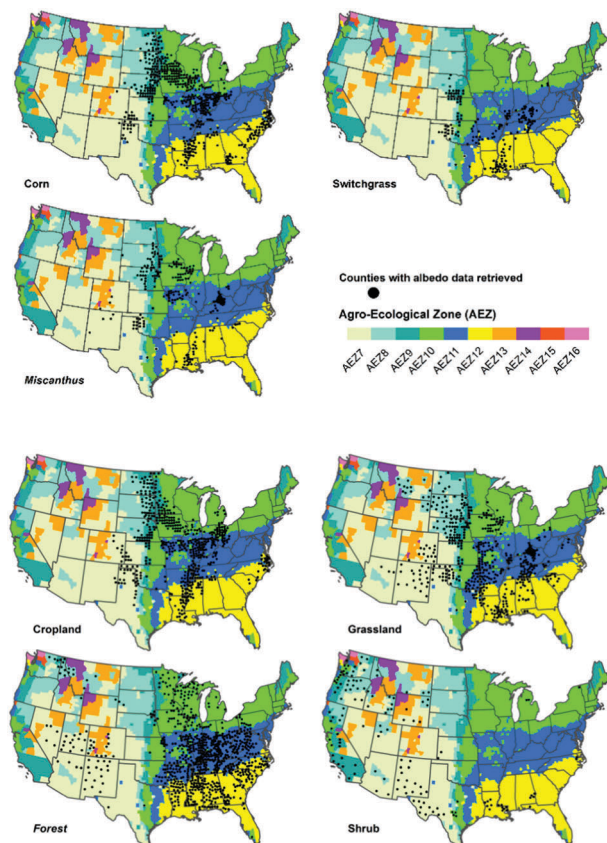 Corn
Switchgrass
Miscanthus
Counties with albedo data retrieved
Agro-Ecological Zone (AEZ)
AEZ7 AEZ8 AEZ9 AEZ10 AEZ11 AEZ12 AEZ13 AEZ14 AEZ15 AEZ16
Cropland
Grassland
Forest
Shrub